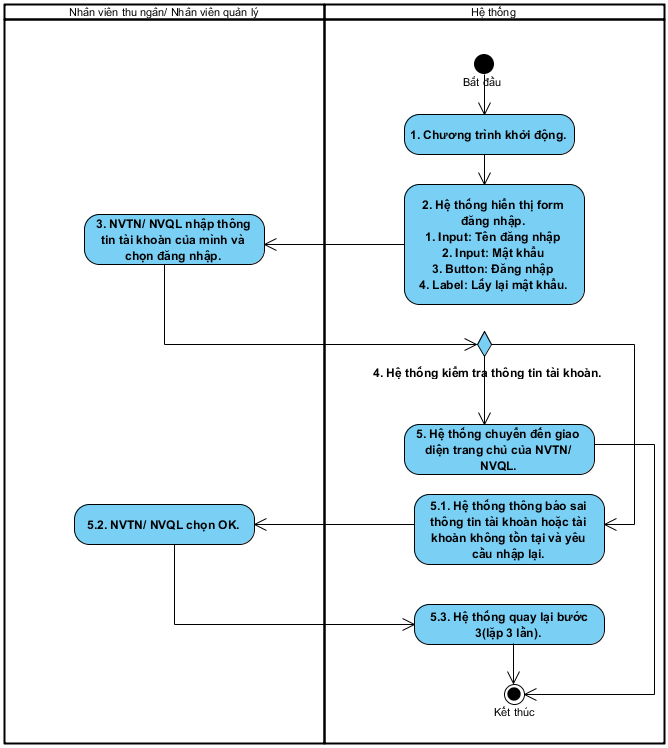 Nhân viên thu ngân/ Nhân viên quản lý
Hệ thống
Bắt đầu
1. Chương trình khởi động.
2. Hệ thống hiển thị form
đăng nhập.
1. Input: Tên đăng nhập
2. Input: Mật khẩu
3. Button: Đăng nhập
4. Label: Lấy lại mật khẩu.
3. NVTN/ NVQL nhập thông
tin tài khoản của mình và
chọn đăng nhập.
4. Hệ thống kiểm tra thông tin tài khoản.
5. Hệ thống chuyển đến giao
diện trang chủ của NVTN/
NVQL.
5.1. Hệ thống thông báo sai
thông tin tài khoản hoặc tài
khoản không tồn tại và yêu
cầu nhập lại.
5.2. NVTN/ NVQL chọn OK.
5.3. Hệ thống quay lại bước
3(lặp 3 lần).
Kết thúc